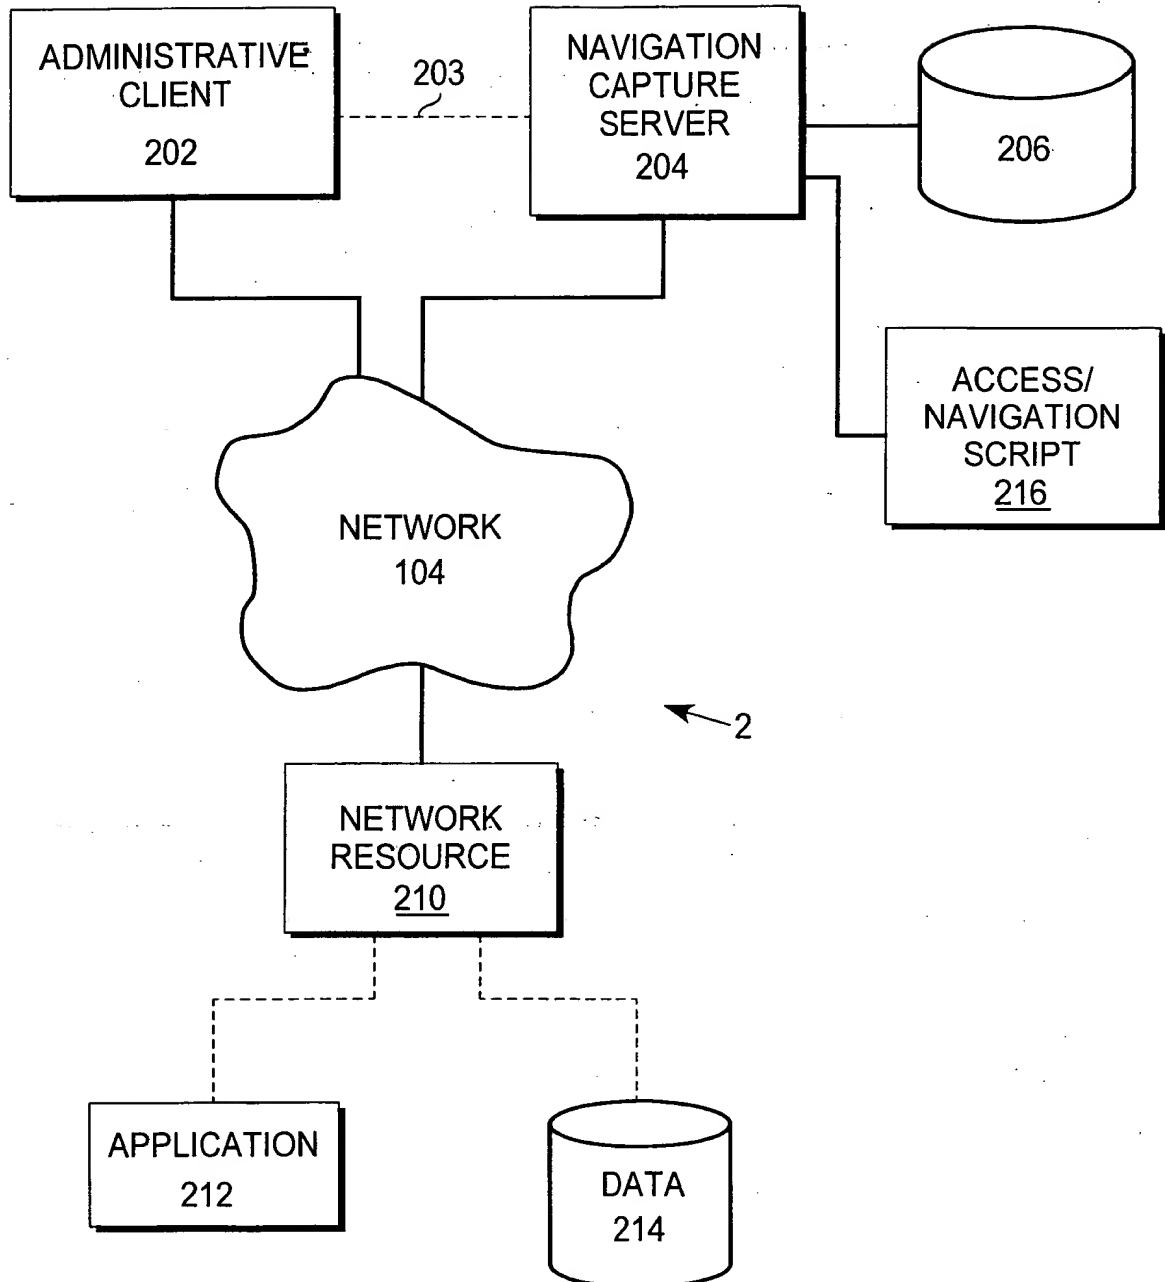 ADMINISTRATIVE
CLIENT
202
203
NAVIGATION
CAPTURE
SERVER
204
206
ACCESS/
NAVIGATION
SCRIPT
216
NETWORK
104
2
NETWORK
RESOURCE
210
APPLICATION
212
DATA
214